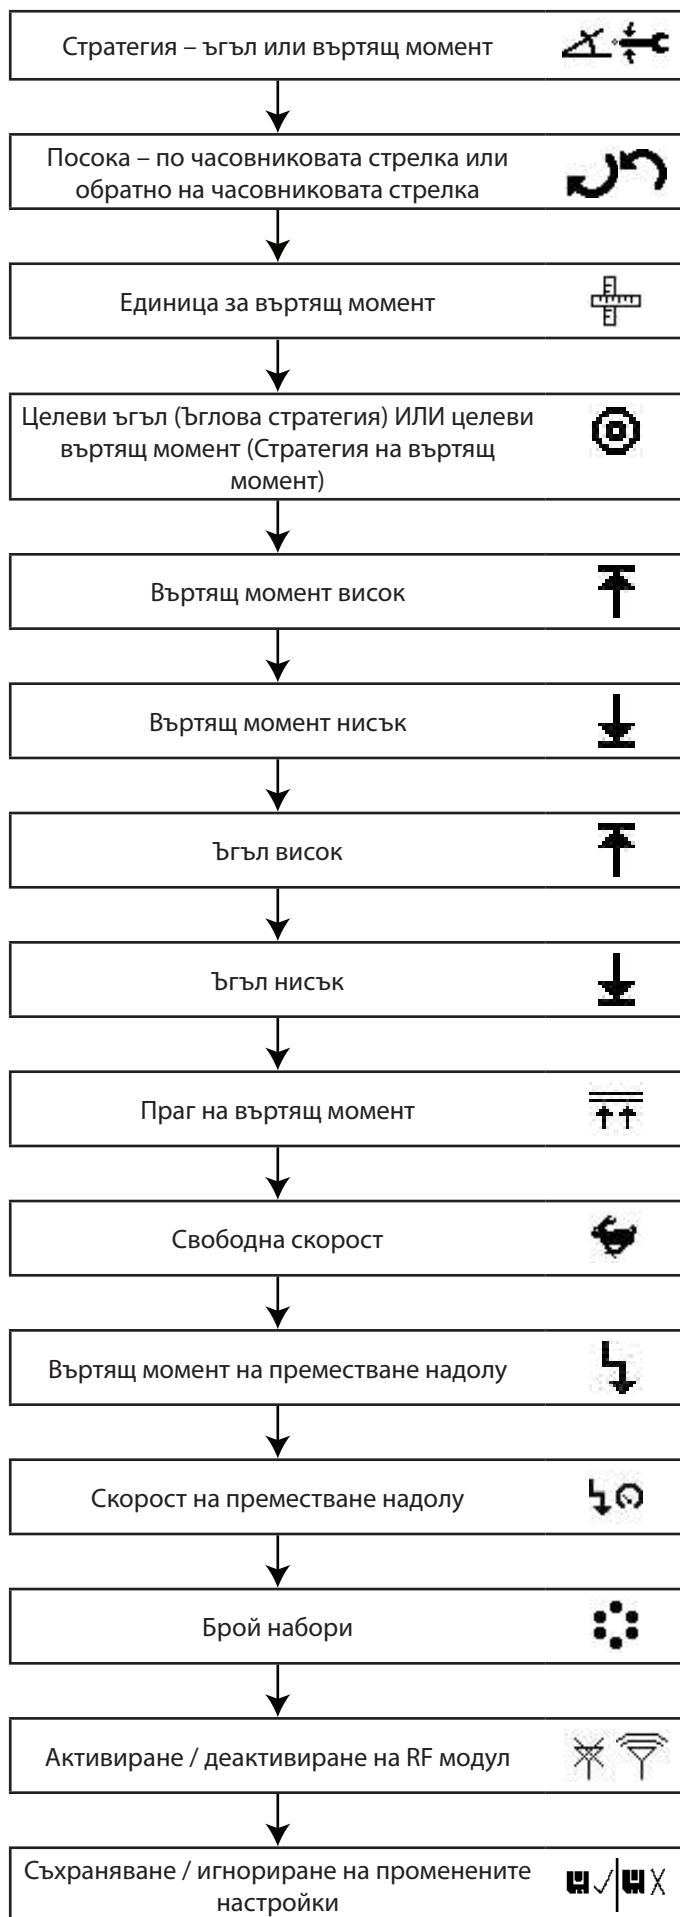 Стратегия – ъгъл или въртящ момент
Посока – по часовниковата стрелка или
обратно на часовниковата стрелка
Единица за въртящ момент
Целеви ъгъл (Ъглова стратегия) ИЛИ целеви
въртящ момент (Стратегия на въртящ
момент)
Въртящ момент висок
Въртящ момент нисък
Ъгъл висок
Ъгъл нисък
Праг на въртящ момент
Свободна скорост
Въртящ момент на преместване надолу
Скорост на преместване надолу
Брой набори
Активиране / деактивиране на RF модул
Съхраняване / игнориране на променените
настройки